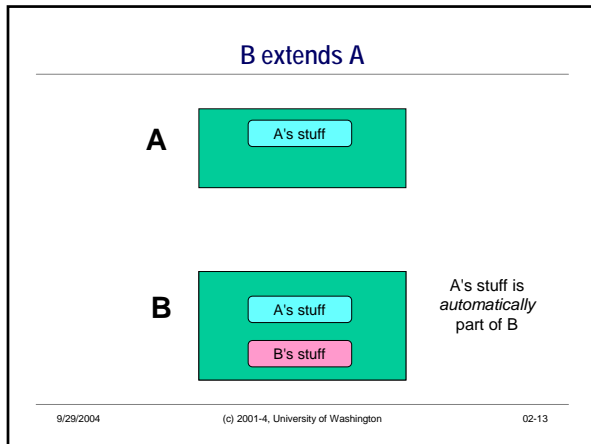 B extends A
A
A's stuff
B
A's stuff
B's stuff
A's stuff is
automatically
part of B
9/29/2004
(c) 2001-4, University of Washington
02-13